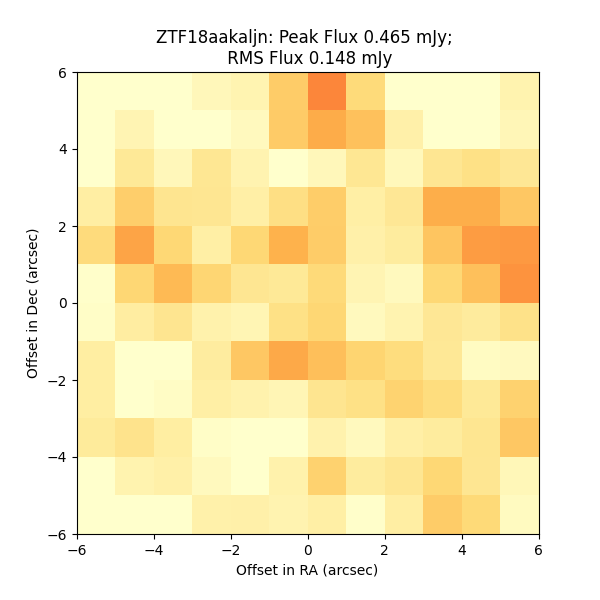 ZTF18aakaljn: Peak Flux 0.465 mJy;
RMS Flux 0.148 mJy
6
4
2
0
−2
−4
−6
Offset in Dec (arcsec)
−6 −4 −2 0 2 4 6
Offset in RA (arcsec)